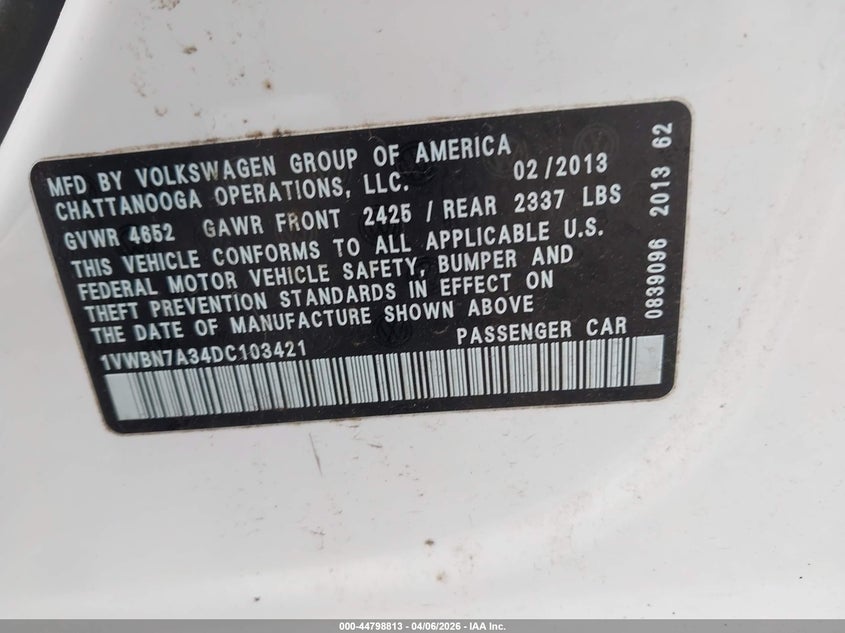 MFD BY VOLKSWAGEN GROUP OF AMERICA 02/2013
CHATTANOOGA OPERATIONS, LLC.
GVWR 4652 GAWR FRONT 2425 / REAR 2337 LBS
THIS VEHICLE CONFORMS TO ALL APPLICABLE U.S.
FEDERAL MOTOR VEHICLE SAFETY, BUMPER AND
THEFT PREVENTION STANDARDS IN EFFECT ON
THE DATE OF MANUFACTURE SHOWN ABOVE
1VWBN7A34DC103421 PASSENGER CAR
0839096 2013 62
000-44798813 - 04/06/2026 - IAA Inc.